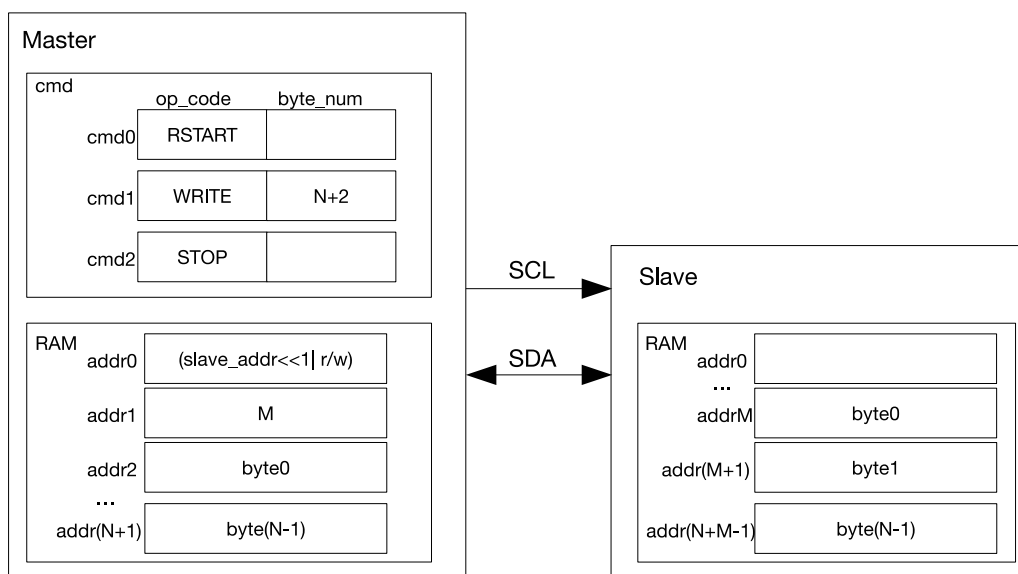 Master
cmd
op_code byte_num
cmd0 RSTART
cmd1 WRITE N+2
cmd2 STOP
RAM
addr0 (slave_addr<<1| r/w)
addr1 M
addr2 byte0
...
addr(N+1) byte(N-1)
SCL
SDA
Slave
RAM
addr0
...
addrM byte0
addr(M+1) byte1
addr(N+M-1) byte(N-1)